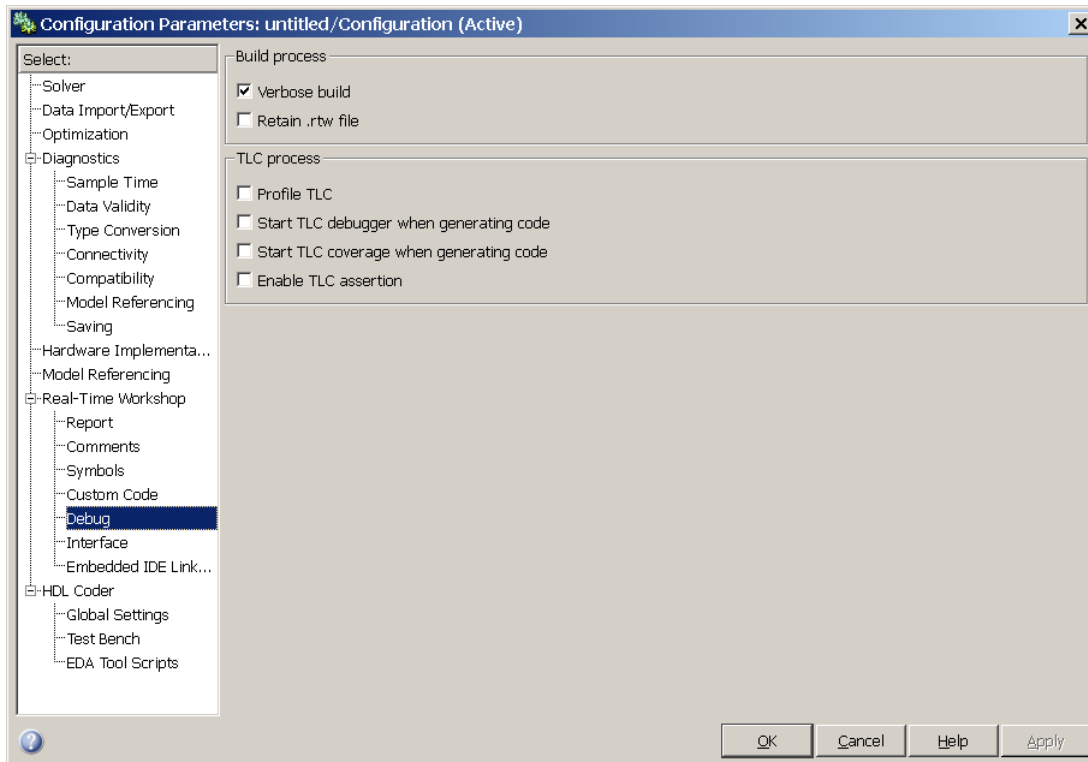 Configuration Parameters: untitled/Configuration (Active)
Select:
Solver
Data Import/Export
Optimization
Diagnostics
Sample Time
Data Validity
Type Conversion
Connectivity
Compatibility
Model Referencing
Saving
Hardware Implementa...
Model Referencing
Real-Time Workshop
Report
Comments
Symbols
Custom Code
Debug
Interface
Embedded IDE Link...
HDL Coder
Global Settings
Test Bench
EDA Tool Scripts
Build process
Verbose build
Retain .rtw file
TLC process
Profile TLC
Start TLC debugger when generating code
Start TLC coverage when generating code
Enable TLC assertion
OK
Cancel
Help
Apply